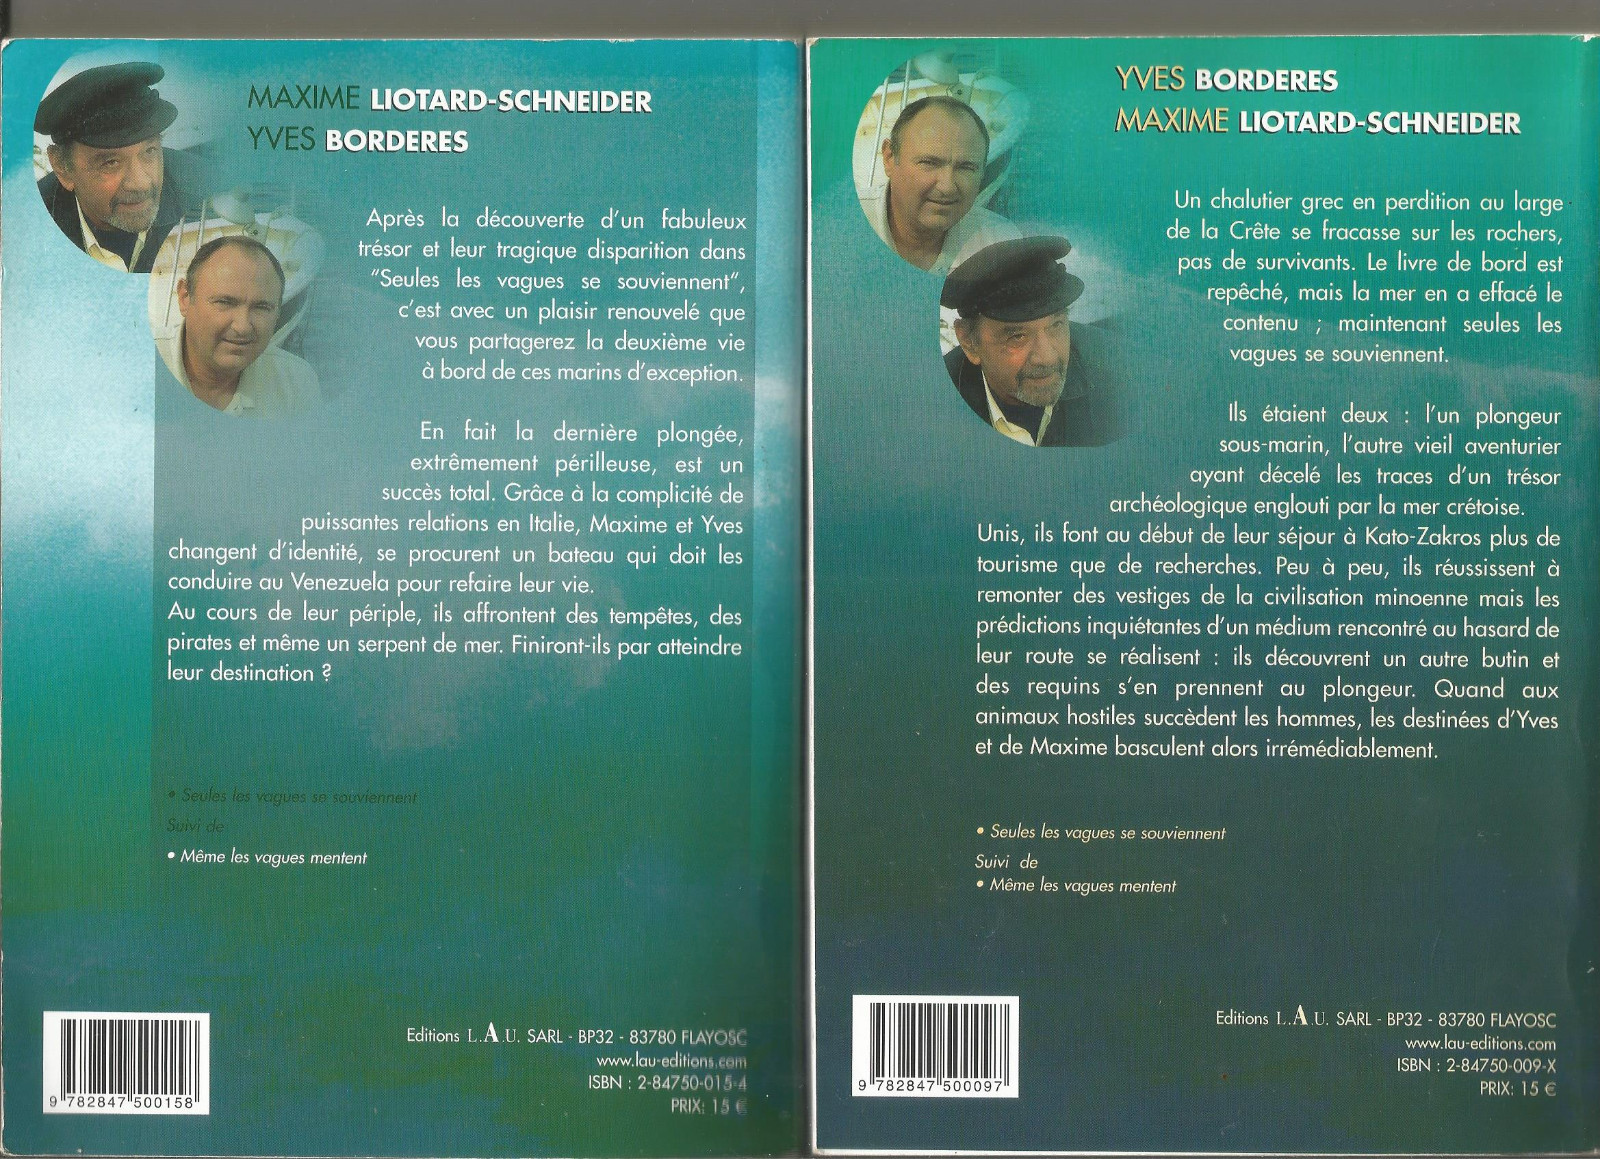 MAXIME LIOTARD-SCHNEIDER
YVES BORDERES
Après la découverte d'un fabuleux
trésor et leur tragique disparition dans
"Seules les vagues se souviennent",
c'est avec un plaisir renouvelé que
vous partagerez la deuxième vie
à bord de ces marins d'exception.
En fait la dernière plongée,
extrêmement périlleuse, est un
succès total. Grâce à la complicité de
puissantes relations en Italie, Maxime et Yves
changent d'identité, se procurent un bateau qui doit les
conduire au Venezuela pour refaire leur vie.
Au cours de leur périple, ils affrontent des tempêtes, des
pirates et même un serpent de mer. Finiront-ils par atteindre
leur destination ?
• Seules les vagues se souviennent
Suivi de
• Même les vagues mentent
9 782847 500158
Editions L.A.U. SARL - BP32 - 83780 FLAYOSC
www.lau-editions.com
ISBN : 2-84750-015-4
PRIX: 15 €
YVES BORDERES
MAXIME LIOTARD-SCHNEIDER
Un chalutier grec en perdition au large
de la Crête se fracasse sur les rochers,
pas de survivants. Le livre de bord est
repêché, mais la mer en a effacé le
contenu ; maintenant seules les
vagues se souviennent.
Ils étaient deux : l'un plongeur
sous-marin, l'autre vieil aventurier
ayant décelé les traces d'un trésor
archéologique englouti par la mer crétoise.
Unis, ils font au début de leur séjour à Kato-Zakros plus de
tourisme que de recherches. Peu à peu, ils réussissent à
remonter des vestiges de la civilisation minoenne mais les
prédictions inquiétantes d'un médium rencontré au hasard de
leur route se réalisent : ils découvrent un autre butin et
des requins s'en prennent au plongeur. Quand aux
animaux hostiles succèdent les hommes, les destinées d'Yves
et de Maxime basculent alors irrémédiablement.
• Seules les vagues se souviennent
Suivi de
• Même les vagues mentent
9 782847 500097
Editions L.A.U. SARL - BP32 - 83780 FLAYOSC
www.lau-editions.com
ISBN : 2-84750-009-X
PRIX: 15 €